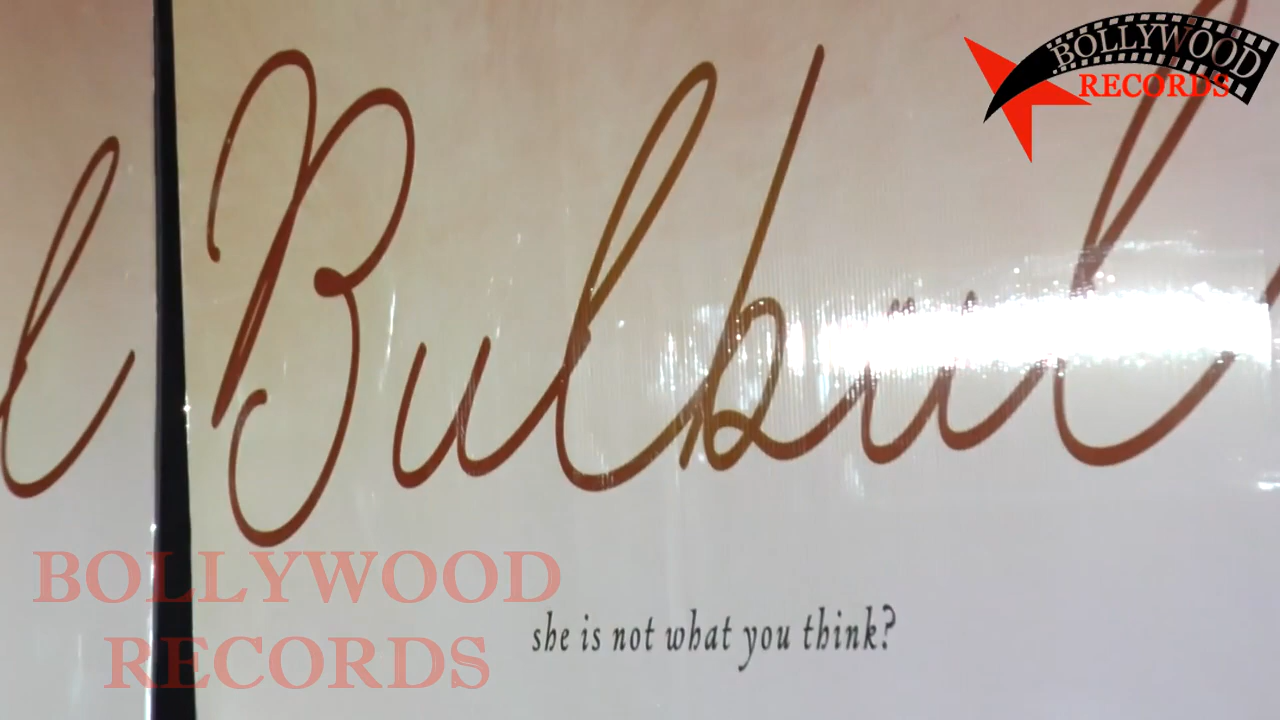 BOLLYWOOD
RECORDS
Bulbul
she is not what you think?
BOLLYWOOD
RECORDS